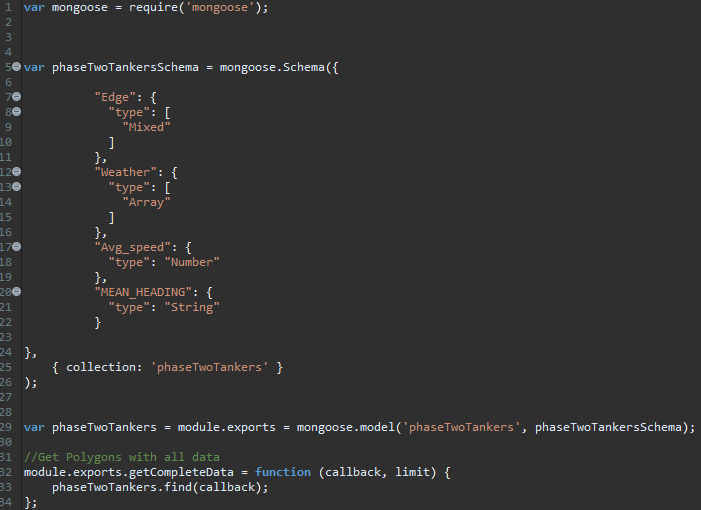 1 var mongoose = require('mongoose');
2
3
4
5 var phaseTwoTankersSchema = mongoose.Schema({
6
7 "Edge": {
8 "type": [
9 "Mixed"
10 ]
11 },
12 "Weather": {
13 "type": [
14 "Array"
15 ]
16 },
17 "Avg_speed": {
18 "type": "Number"
19 },
20 "MEAN_HEADING": {
21 "type": "String"
22 }
23
24 },
25 { collection: 'phaseTwoTankers' }
26 );
27
28
29 var phaseTwoTankers = module.exports = mongoose.model('phaseTwoTankers', phaseTwoTankersSchema);
30
31 //Get Polygons with all data
32 module.exports.getCompleteData = function (callback, limit) {
33 phaseTwoTankers.find(callback);
34 };